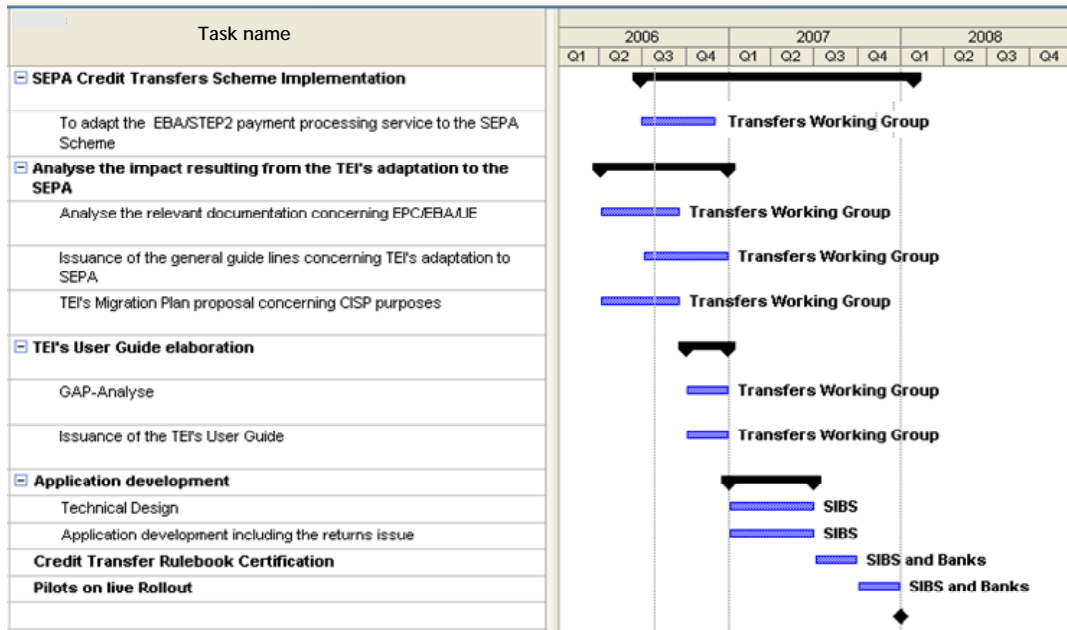 Task name
2006 2007 2008
Q1 Q2 Q3 Q4 Q1 Q2 Q3 Q4 Q1 Q2 Q3 Q4
SEPA Credit Transfers Scheme Implementation
To adapt the EBA/STEP2 payment processing service to the SEPA
Scheme
Transfers Working Group
Analyse the impact resulting from the TEI's adaptation to the
SEPA
Analyse the relevant documentation concerning EPC/EBA/UE
Transfers Working Group
Issuance of the general guide lines concerning TEI's adaptation to
SEPA
Transfers Working Group
TEI's Migration Plan proposal concerning CISP purposes
Transfers Working Group
TEI's User Guide elaboration
GAP-Analyse
Transfers Working Group
Issuance of the TEI's User Guide
Transfers Working Group
Application development
Technical Design
SIBS
Application development including the returns issue
SIBS
Credit Transfer Rulebook Certification
SIBS and Banks
Pilots on live Rollout
SIBS and Banks